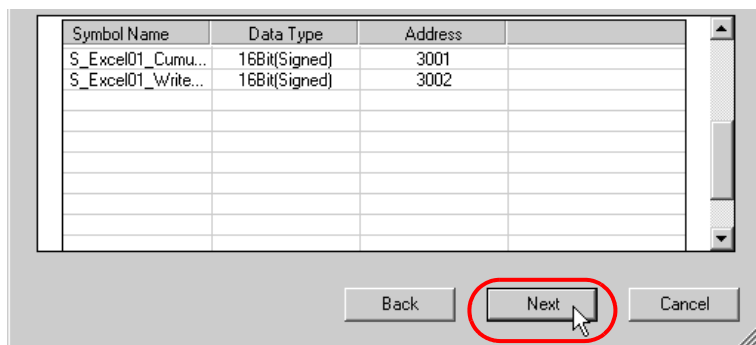 Symbol Name Data Type Address
S_Excel01_Cumu... 16Bit(Signed) 3001
S_Excel01_Write... 16Bit(Signed) 3002
Back Next Cancel